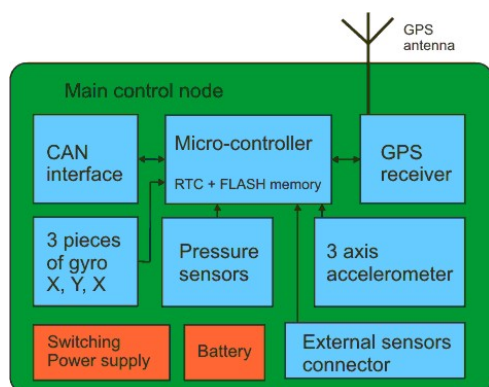 GPS
antenna
Main control node
CAN
interface
Micro-controller
RTC + FLASH memory
GPS
receiver
3 pieces
of gyro
X, Y, X
Pressure
sensors
3 axis
accelerometer
Switching
Power supply
Battery
External sensors
connector